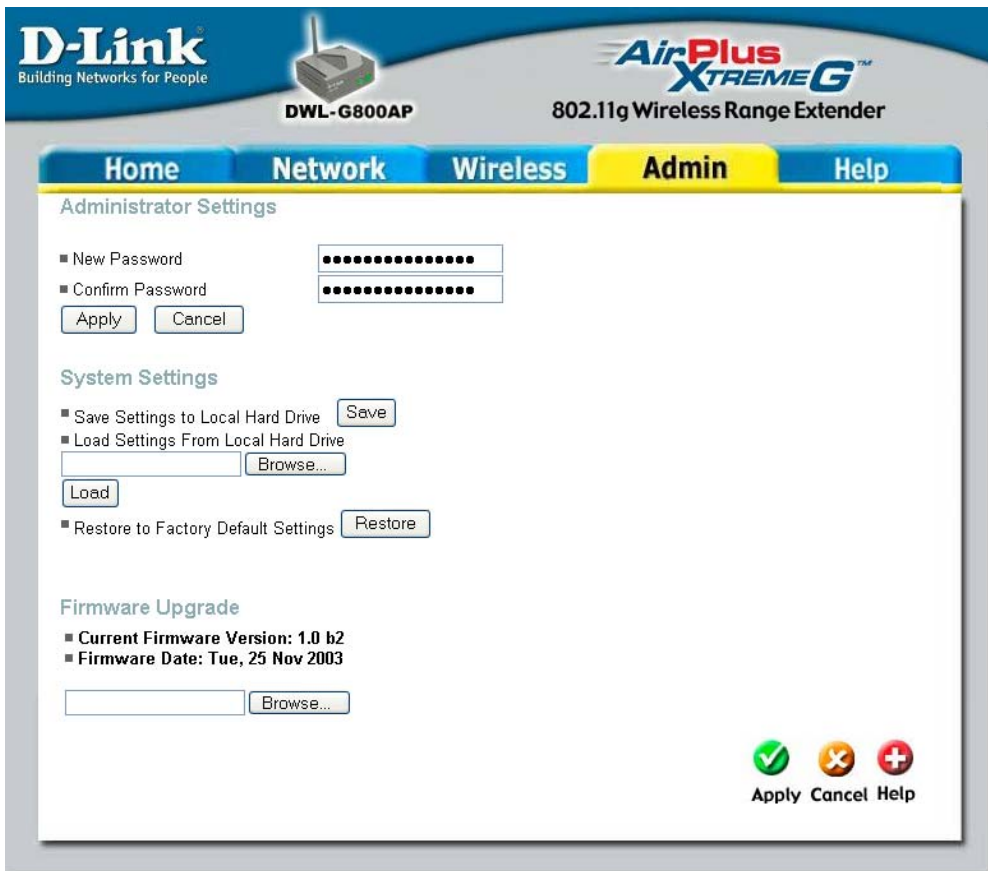 D-Link
Building Networks for People
DWL-G800AP
AirPlus
XTREME G™
802.11g Wireless Range Extender
Home Network Wireless Admin Help
Administrator Settings
New Password ●●●●●●●●●●●●●●●
Confirm Password ●●●●●●●●●●●●●●●
Apply Cancel
System Settings
Save Settings to Local Hard Drive Save
Load Settings From Local Hard Drive
Browse...
Load
Restore to Factory Default Settings Restore
Firmware Upgrade
Current Firmware Version: 1.0 b2
Firmware Date: Tue, 25 Nov 2003
Browse...
Apply Cancel Help